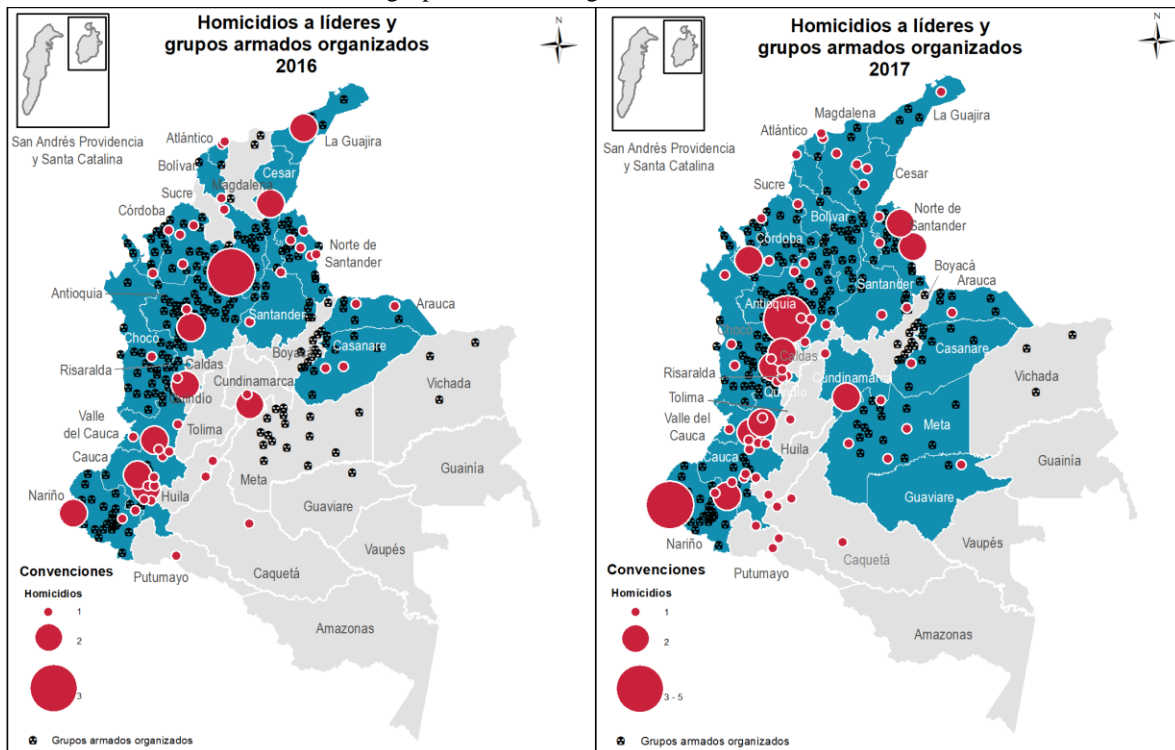 Homicidios a líderes y
grupos armados organizados
2016
N
San Andrés Providencia
y Santa Catalina
Atlántico
La Guajira
Bolívar
Cesar
Magdalena
Sucre
Córdoba
Norte de
Santander
Antioquia
Arauca
Santander
Chocó
Boyacá
Casanare
Caldas
Risaralda
Cundinamarca
Vichada
Quindío
Valle
del Cauca
Tolima
Cauca
Guainía
Meta
Nariño
Huila
Guaviare
Vaupés
Putumayo
Caquetá
Amazonas
Convenciones
Homicidios
1
2
3
Grupos armados organizados
Homicidios a líderes y
grupos armados organizados
2017
N
San Andrés Providencia
y Santa Catalina
Magdalena
La Guajira
Atlántico
Cesar
Sucre
Norte de
Santander
Bolívar
Córdoba
Boyacá
Arauca
Santander
Antioquia
Chocó
Casanare
Caldas
Risaralda
Cundinamarca
Vichada
Quindío
Tolima
Valle del
Cauca
Meta
Huila
Cauca
Guainía
Guaviare
Nariño
Vaupés
Putumayo
Caquetá
Amazonas
Convenciones
Homicidios
1
2
3 - 5
Grupos armados organizados